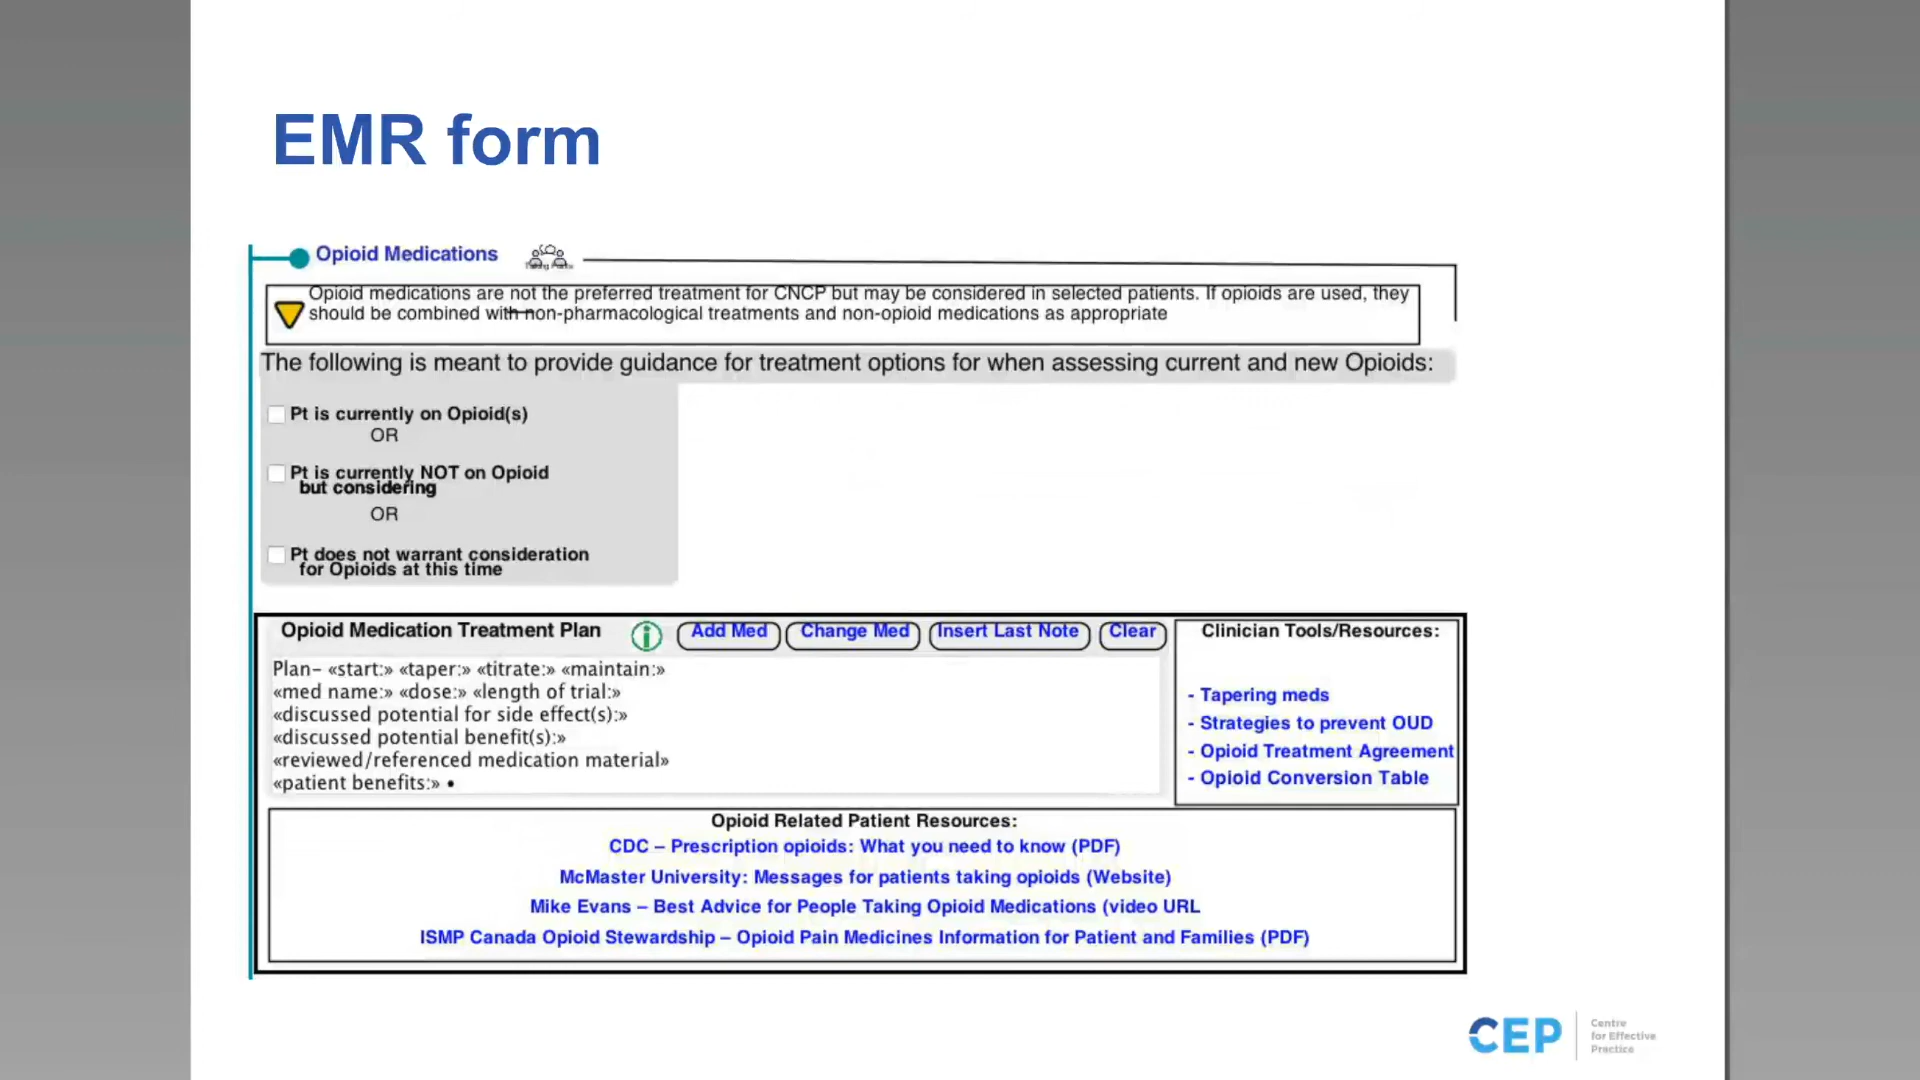 EMR form
Opioid Medications
Opioid medications are not the preferred treatment for CNCP but may be considered in selected patients. If opioids are used, they
should be combined with non-pharmacological treatments and non-opioid medications as appropriate
The following is meant to provide guidance for treatment options for when assessing current and new Opioids:
Pt is currently on Opioid(s)
OR
Pt is currently NOT on Opioid
but considering
OR
Pt does not warrant consideration
for Opioids at this time
Opioid Medication Treatment Plan
Add Med
Change Med
Insert Last Note
Clear
Plan– «start:» «taper:» «titrate:» «maintain:»
«med name:» «dose:» «length of trial:»
«discussed potential for side effect(s):»
«discussed potential benefit(s):»
«reviewed/referenced medication material»
«patient benefits:» •
Clinician Tools/Resources:
- Tapering meds
- Strategies to prevent OUD
- Opioid Treatment Agreement
- Opioid Conversion Table
Opioid Related Patient Resources:
CDC – Prescription opioids: What you need to know (PDF)
McMaster University: Messages for patients taking opioids (Website)
Mike Evans – Best Advice for People Taking Opioid Medications (video URL
ISMP Canada Opioid Stewardship – Opioid Pain Medicines Information for Patient and Families (PDF)
CEP
Centre
for Effective
Practice